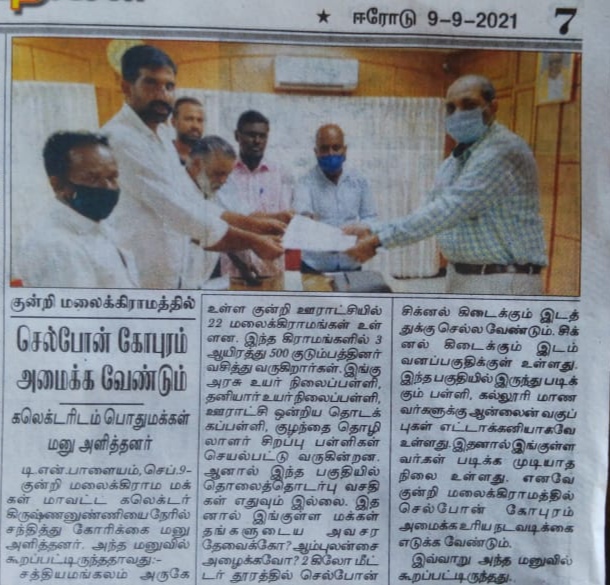 ★ ஈரோடு 9-9-2021 7
குன்றி மலைக்கிராமத்தில்
செல்போன் கோபுரம்
அமைக்க வேண்டும்
கலெக்டரிடம் பொதுமக்கள்
மனு அளித்தனர்
டி.என்.பாளையம்,செப்.9-
குன்றி மலைகிராம மக்
கள் மாவட்ட கலெக்டர்
கிருஷ்ணனுண்ணியைநேரில்
சந்தித்து கோரிக்கை மனு
அளித்தனர். அந்த மனுவில்
கூறப்பட்டிருந்ததாவது:-
சத்தியமங்கலம் அருகே
உள்ள குன்றி ஊராட்சியில்
22 மலைகிராமங்கள் உள்
ளன. இந்த கிராமங்களில் 3
ஆயிரத்து 500 குடும்பத்தினர்
வசித்து வருகிறார்கள். இங்கு
அரசு உயர் நிலைப்பள்ளி,
தனியார் உயர் நிலைப்பள்ளி,
ஊராட்சி ஒன்றிய தொடக்
கப்பள்ளி, குழந்தை தொழி
லாளர் சிறப்பு பள்ளிகள்
செயல்பட்டு வருகின்றன.
ஆனால் இந்த பகுதியில்
தொலைத்தொடர்பு வசதி
கள் எதுவும் இல்லை. இத
னால் இங்குள்ள மக்கள்
தங்களுடைய அவசர
தேவைக்கோ? ஆம்புலன்சை
அழைக்கவோ? 2 கிலோ மீட்
டர் தூரத்தில் செல்போன்
சிக்னல் கிடைக்கும் இடத்
துக்கு செல்ல வேண்டும். சிக்
னல் கிடைக்கும் இடம்
வனப்பகுதிக்குள் உள்ளது.
இந்த பகுதியில் இருந்து படிக்
கும் பள்ளி, கல்லூரி மாண
வர்களுக்கு ஆன்லைன் வகுப்
புகள் எட்டாக்கனியாகவே
உள்ளது. இதனால் இங்குள்ள
வர்கள் படிக்க முடியாத
நிலை உள்ளது. எனவே
குன்றி மலைகிராமத்தில்
செல்போன் கோபுரம்
அமைக்க உரிய நடவடிக்கை
எடுக்க வேண்டும்.
இவ்வாறு அந்த மனுவில்
கூறப்பட்டிருந்தது.